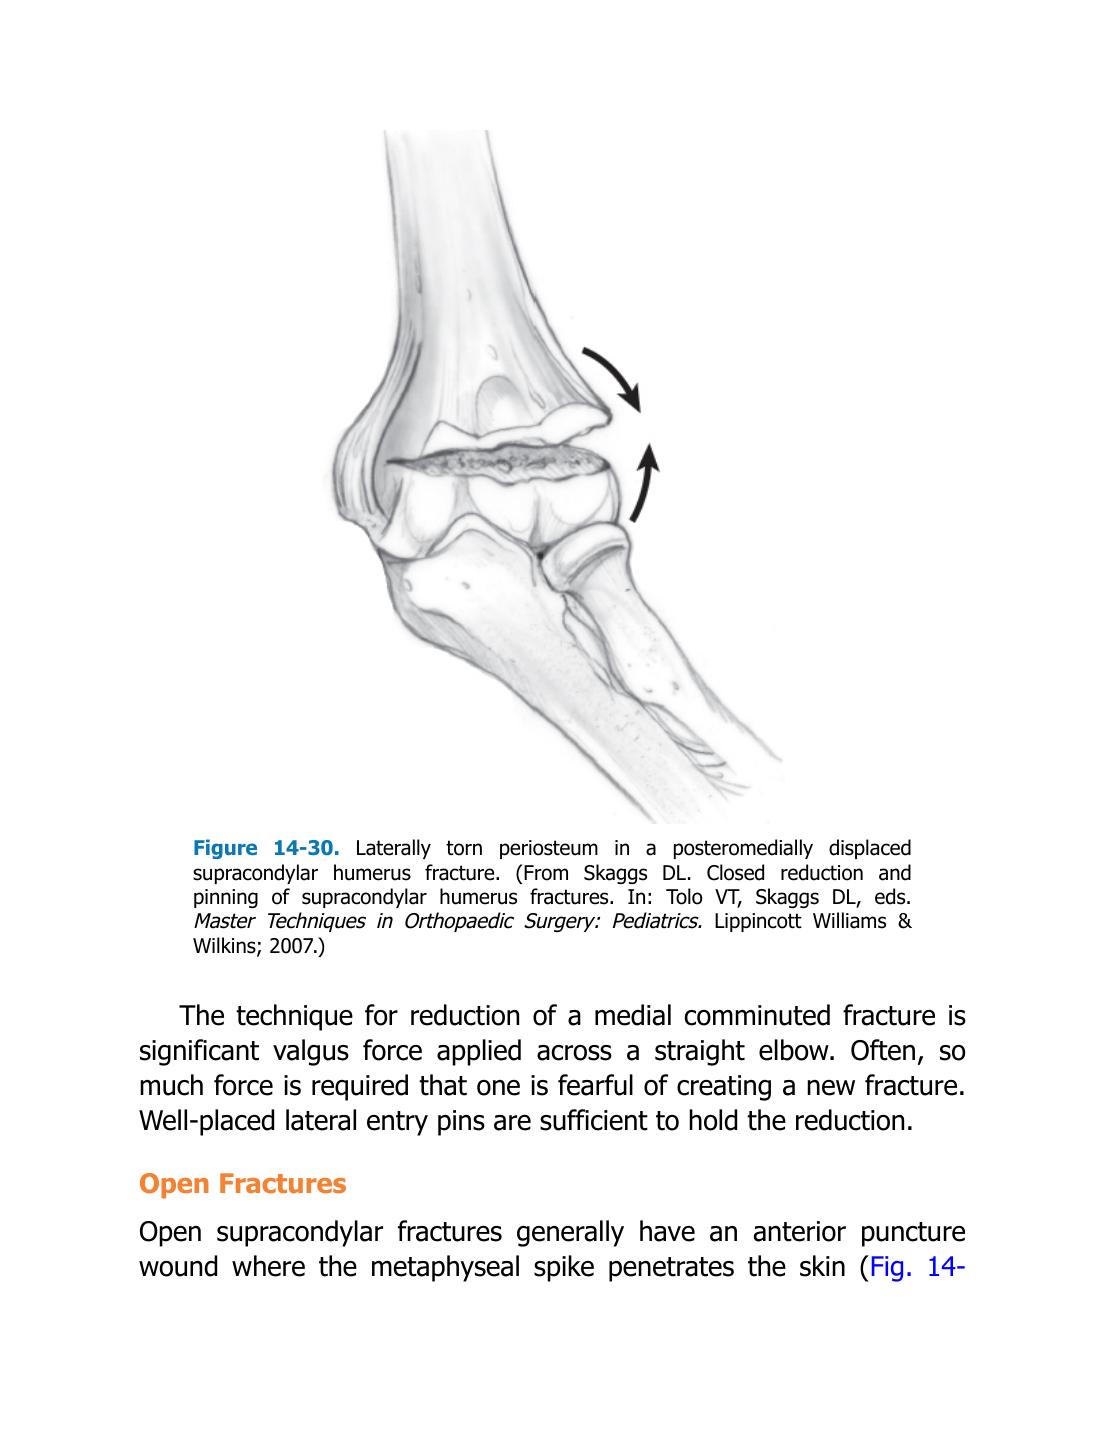 Figure 14-30. Laterally torn periosteum in a posteromedially displaced
supracondylar humerus fracture. (From Skaggs DL. Closed reduction and
pinning of supracondylar humerus fractures. In: Tolo VT, Skaggs DL, eds.
Master Techniques in Orthopaedic Surgery: Pediatrics. Lippincott Williams &
Wilkins; 2007.)
The technique for reduction of a medial comminuted fracture is
significant valgus force applied across a straight elbow. Often, so
much force is required that one is fearful of creating a new fracture.
Well-placed lateral entry pins are sufficient to hold the reduction.
Open Fractures
Open supracondylar fractures generally have an anterior puncture
wound where the metaphyseal spike penetrates the skin (Fig. 14-